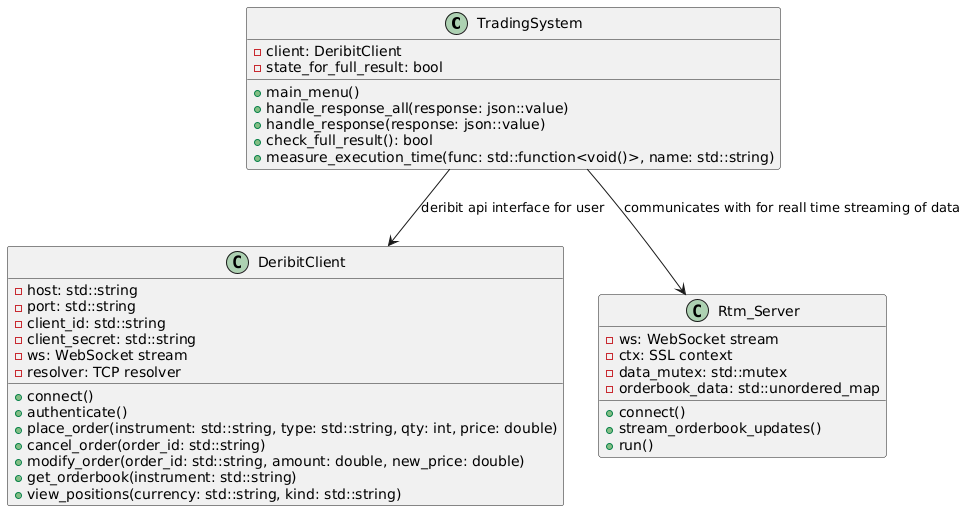 C TradingSystem
client: DeribitClient
state_for_full_result: bool
main_menu()
handle_response_all(response: json::value)
handle_response(response: json::value)
check_full_result(): bool
measure_execution_time(func: std::function<void()>, name: std::string)
deribit api interface for user
communicates with for reall time streaming of data
C DeribitClient
host: std::string
port: std::string
client_id: std::string
client_secret: std::string
ws: WebSocket stream
resolver: TCP resolver
connect()
authenticate()
place_order(instrument: std::string, type: std::string, qty: int, price: double)
cancel_order(order_id: std::string)
modify_order(order_id: std::string, amount: double, new_price: double)
get_orderbook(instrument: std::string)
view_positions(currency: std::string, kind: std::string)
C Rtm_Server
ws: WebSocket stream
ctx: SSL context
data_mutex: std::mutex
orderbook_data: std::unordered_map
connect()
stream_orderbook_updates()
run()